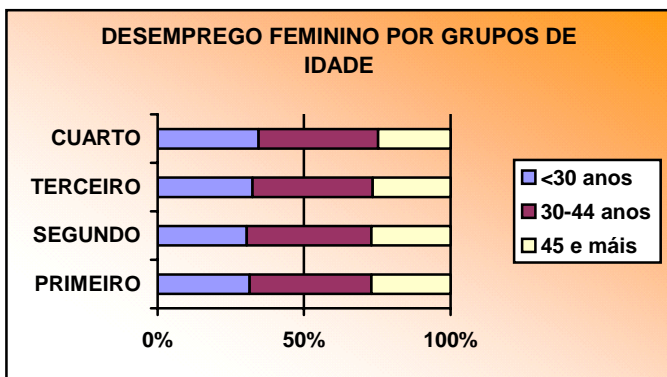 DESEMPREGO FEMININO POR GRUPOS DE
IDADE
CUARTO
TERCEIRO
SEGUNDO
PRIMEIRO
0%
50%
100%
<30 anos
30-44 anos
45 e máis